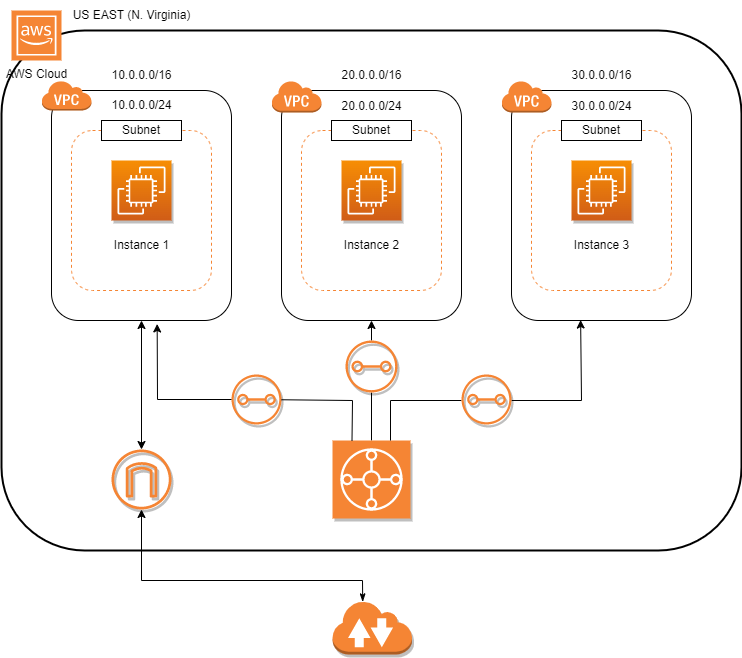 US EAST (N. Virginia)
aws
AWS Cloud
10.0.0.0/16
20.0.0.0/16
30.0.0.0/16
VPC
10.0.0.0/24
VPC
20.0.0.0/24
VPC
30.0.0.0/24
Subnet
Subnet
Subnet
Instance 1
Instance 2
Instance 3